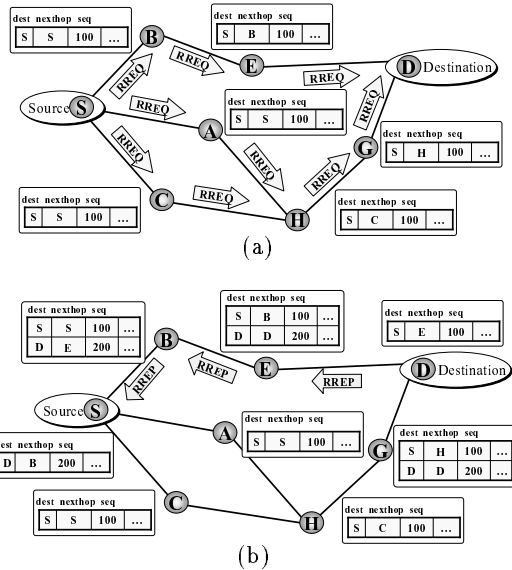 dest nexthop seq
S S 100 ...
B
dest nexthop seq
S B 100 ...
E
D Destination
RREQ
RREQ
RREQ
Source S
RREQ
dest nexthop seq
S S 100 ...
A
RREQ
G
dest nexthop seq
S H 100 ...
RREQ
RREQ
RREQ
RREQ
dest nexthop seq
S S 100 ...
C
H
dest nexthop seq
S C 100 ...
(a)
dest nexthop seq
S S 100 ...
D E 200 ...
B
dest nexthop seq
S B 100 ...
D D 200 ...
E
dest nexthop seq
S E 100 ...
D Destination
RREP
RREP
RREP
Source S
dest nexthop seq
D B 200 ...
A
dest nexthop seq
S S 100 ...
G
dest nexthop seq
S H 100 ...
D D 200 ...
dest nexthop seq
S S 100 ...
C
H
dest nexthop seq
S C 100 ...
(b)